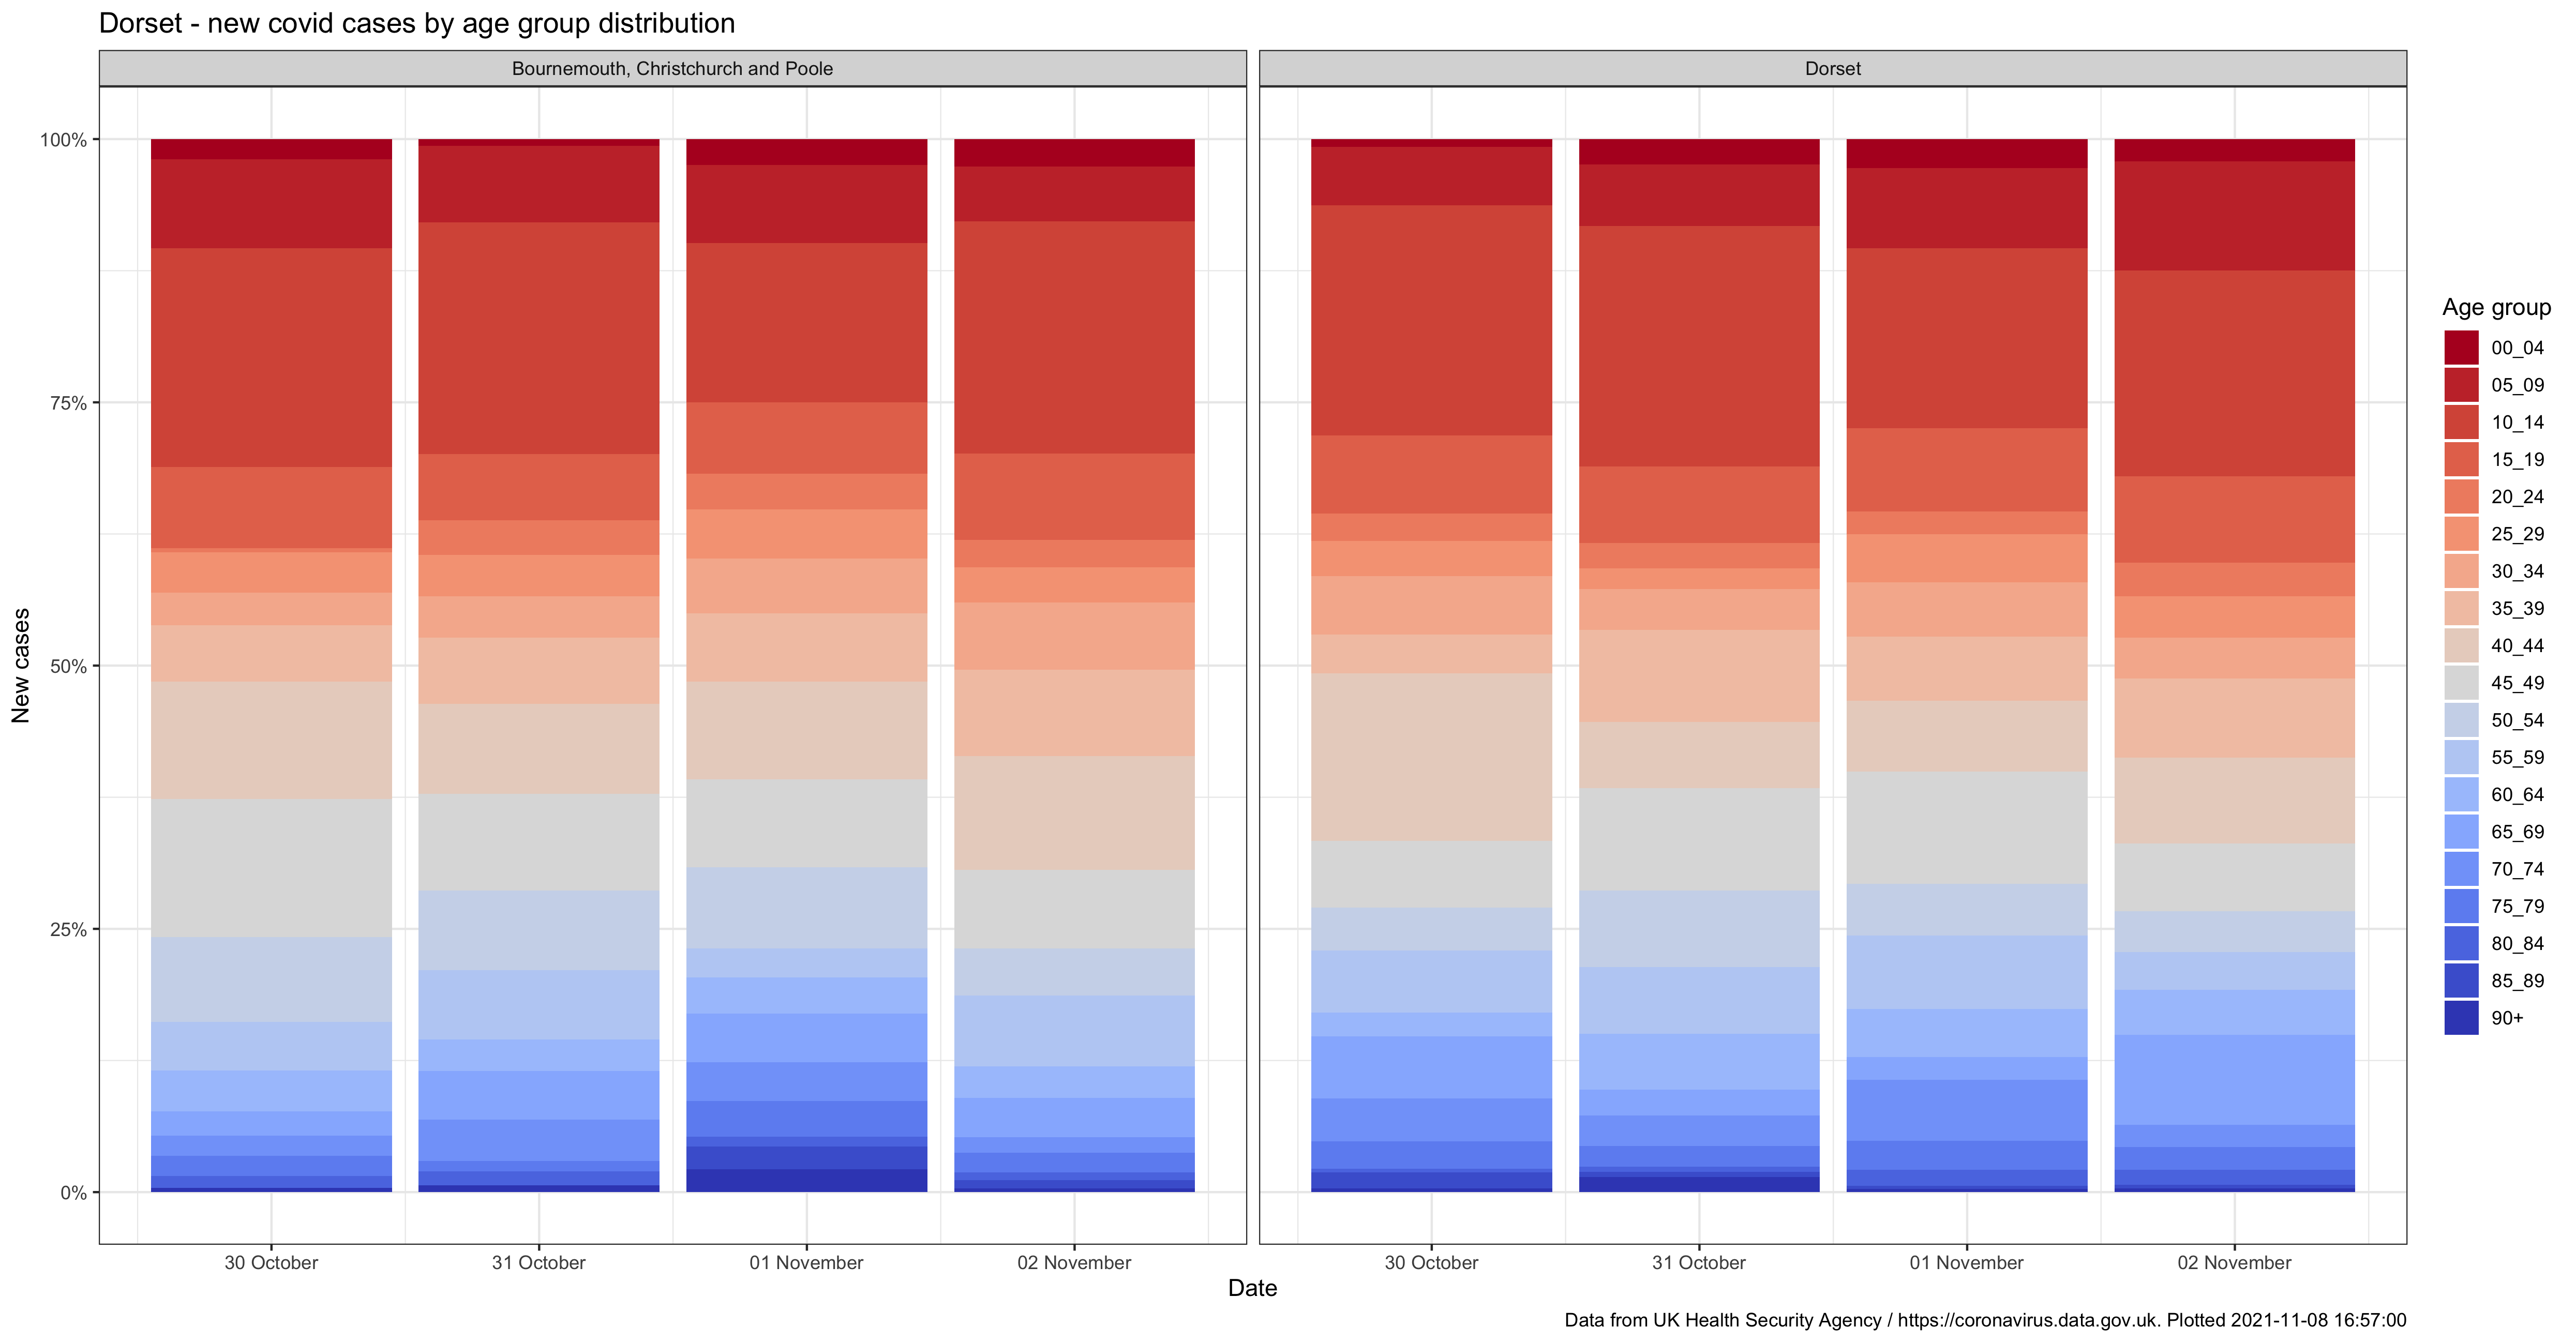 Dorset - new covid cases by age group distribution
Bournemouth, Christchurch and Poole
Dorset
New cases
100%
75%
50%
25%
0%
30 October
31 October
01 November
02 November
30 October
31 October
01 November
02 November
Date
Age group
00_04
05_09
10_14
15_19
20_24
25_29
30_34
35_39
40_44
45_49
50_54
55_59
60_64
65_69
70_74
75_79
80_84
85_89
90+
Data from UK Health Security Agency / https://coronavirus.data.gov.uk. Plotted 2021-11-08 16:57:00